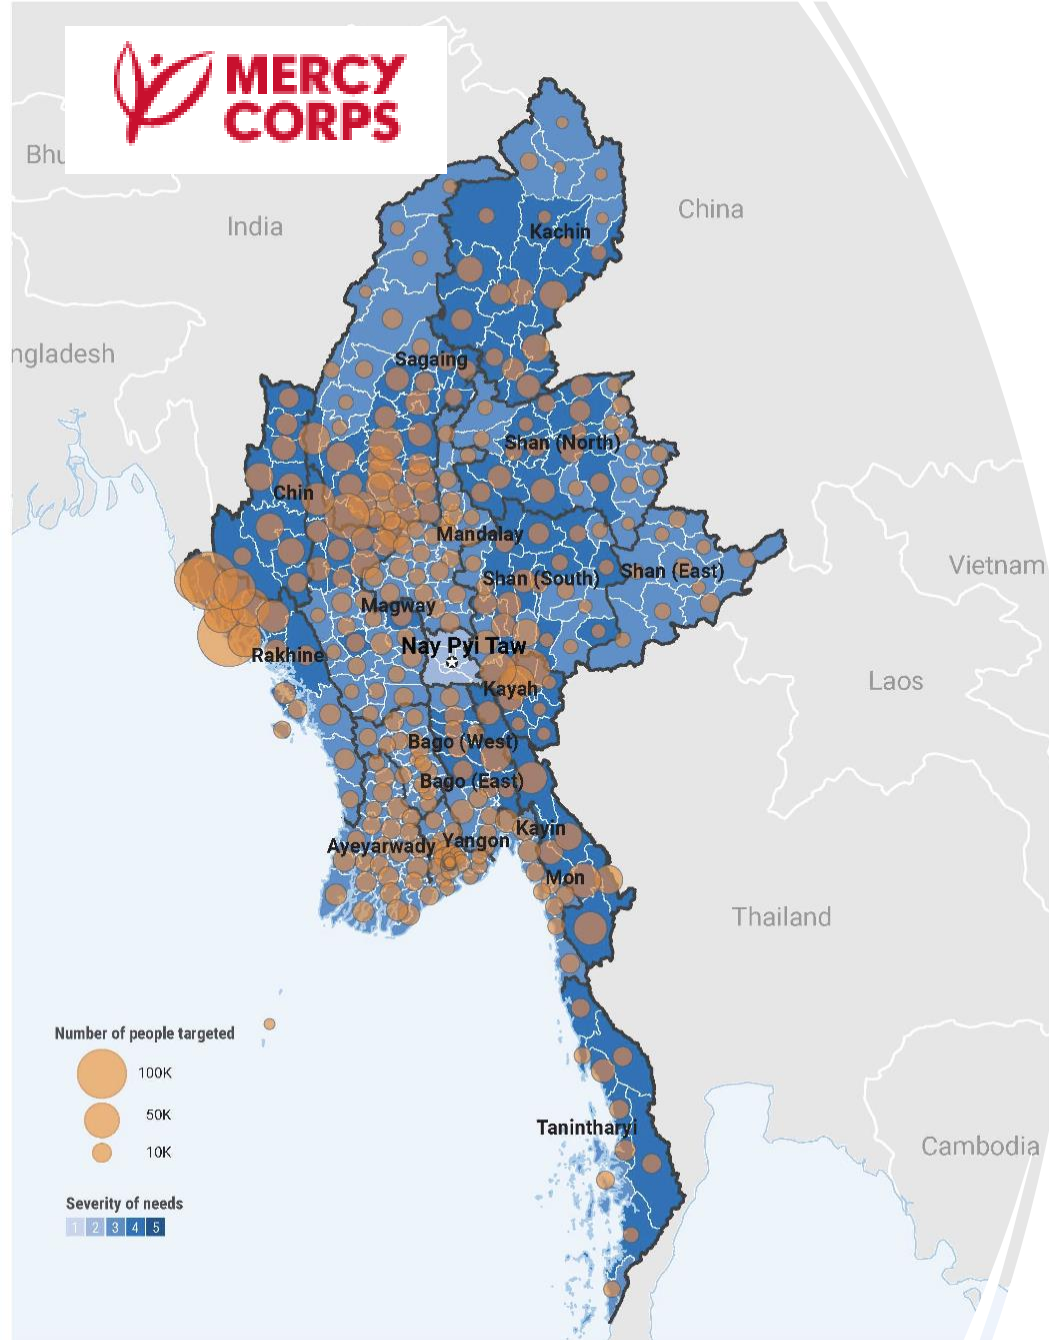 MERCY
CORPS
Bhu
India
China
Kachin
ngladesh
Sagaing
Shan (North)
Chin
Mandalay
Vietnam
Shan (South)
Shan (East)
Magway
Nay Pyi Taw
Rakhine
Laos
Kayah
Bago (West)
Bago (East)
Kayin
Ayeyarwady
Yangon
Mon
Thailand
Number of people targeted
100K
50K
10K
Tanintharyi
Cambodia
Severity of needs
1 2 3 4 5